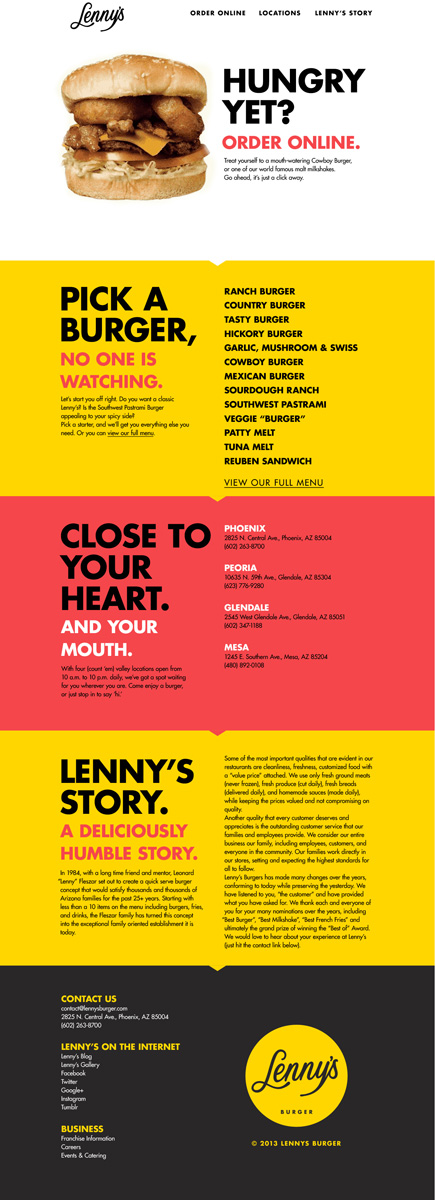 Lenny's
ORDER ONLINE LOCATIONS LENNY'S STORY
HUNGRY
YET?
ORDER ONLINE.
Treat yourself to a mouth-watering Cowboy Burger,
or one of our world famous malt milkshakes.
Go ahead, it's just a click away.
PICK A
BURGER,
NO ONE IS
WATCHING.
Let's start you off right. Do you want a classic
Lenny's? Is the Southwest Pastrami Burger
appealing to your spicy side?
Pick a starter, and we'll get you everything else you
need. Or you can view our full menu.
RANCH BURGER
COUNTRY BURGER
TASTY BURGER
HICKORY BURGER
GARLIC, MUSHROOM & SWISS
COWBOY BURGER
MEXICAN BURGER
SOURDOUGH RANCH
SOUTHWEST PASTRAMI
VEGGIE "BURGER"
PATTY MELT
TUNA MELT
REUBEN SANDWICH
VIEW OUR FULL MENU
CLOSE TO
YOUR
HEART.
AND YOUR
MOUTH.
With four (count 'em) valley locations open from
10 a.m. to 10 p.m. daily, we've got a spot waiting
for you wherever you are. Come enjoy a burger,
or just stop in to say 'hi.'
PHOENIX
2825 N. Central Ave., Phoenix, AZ 85004
(602) 263-8700
PEORIA
10635 N. 59th Ave., Glendale, AZ 85304
(623) 776-9280
GLENDALE
2545 West Glendale Ave., Glendale, AZ 85051
(602) 347-1188
MESA
1245 E. Southern Ave., Mesa, AZ 85204
(480) 892-0108
LENNY'S
STORY.
A DELICIOUSLY
HUMBLE STORY.
In 1984, with a long time friend and mentor, Leonard
"Lenny" Fleszar set out to create a quick serve burger
concept that would satisfy thousands and thousands of
Arizona families for the past 25+ years. Starting with
less than a 10 items on the menu including burgers, fries,
and drinks, the Fleszar family has turned this concept
into the exceptional family oriented establishment it is
today.
Some of the most important qualities that are evident in our
restaurants are cleanliness, freshness, customized food with
a "value price" attached. We use only fresh ground meats
(never frozen), fresh produce (cut daily), fresh breads
(delivered daily), and homemade sauces (made daily),
while keeping the prices valued and not compromising on
quality.
Another quality that every customer deserves and
appreciates is the outstanding customer service that our
families and employees provide. We consider our entire
business our family, including employees, customers, and
everyone in the community. Our families work directly in
our stores, setting and expecting the highest standards for
all to follow.
Lenny's Burgers has made many changes over the years,
conforming to today while preserving the yesterday. We
have listened to you, "the customer" and have provided
what you have asked for. We thank each and everyone of
you for your many nominations over the years, including
"Best Burger", "Best Milkshake", "Best French Fries" and
ultimately the grand prize of winning the "Best of" Award.
We would love to hear about your experience at Lenny's
(just hit the contact link below).
CONTACT US
contact@lennysburger.com
2825 N. Central Ave., Phoenix, AZ 85004
(602) 263-8700
LENNY'S ON THE INTERNET
Lenny's Blog
Lenny's Gallery
Facebook
Twitter
Google+
Instagram
Tumblr
BUSINESS
Franchise Information
Careers
Events & Catering
Lenny's
BURGER
© 2013 LENNYS BURGER